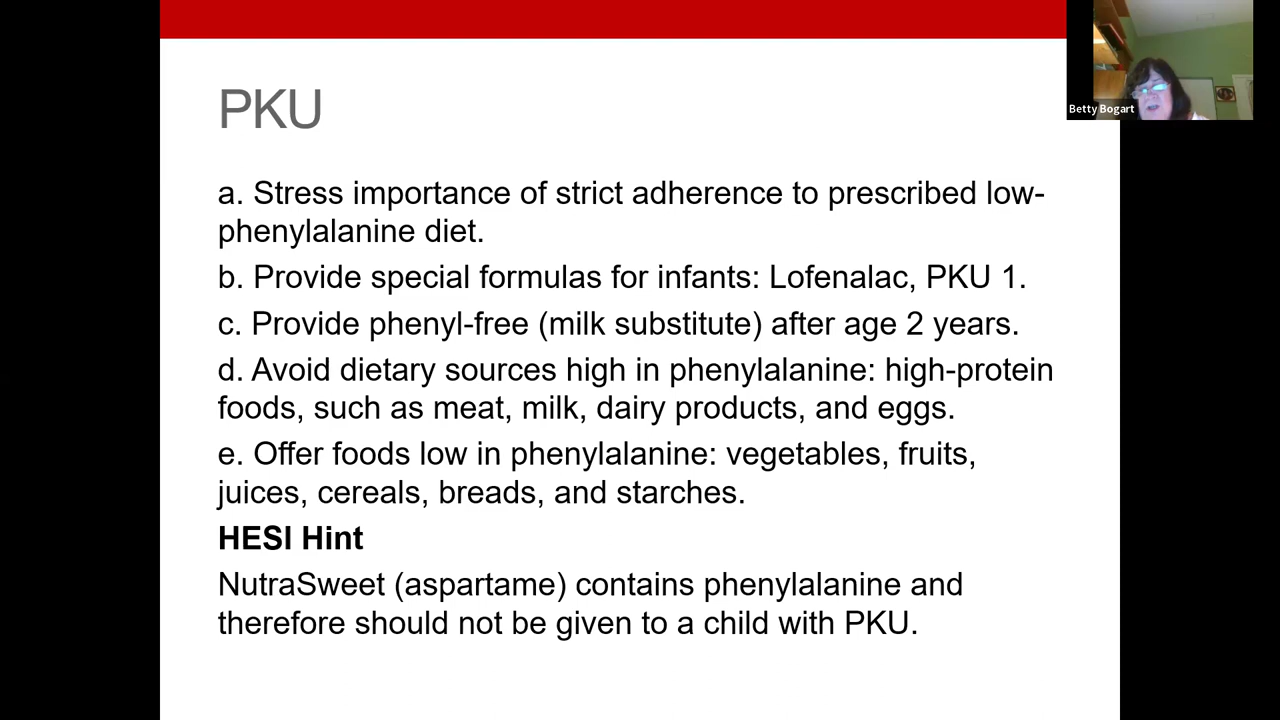 PKU
Betty Bogart
a. Stress importance of strict adherence to prescribed low-
phenylalanine diet.
b. Provide special formulas for infants: Lofenalac, PKU 1.
c. Provide phenyl-free (milk substitute) after age 2 years.
d. Avoid dietary sources high in phenylalanine: high-protein
foods, such as meat, milk, dairy products, and eggs.
e. Offer foods low in phenylalanine: vegetables, fruits,
juices, cereals, breads, and starches.
HESI Hint
NutraSweet (aspartame) contains phenylalanine and
therefore should not be given to a child with PKU.